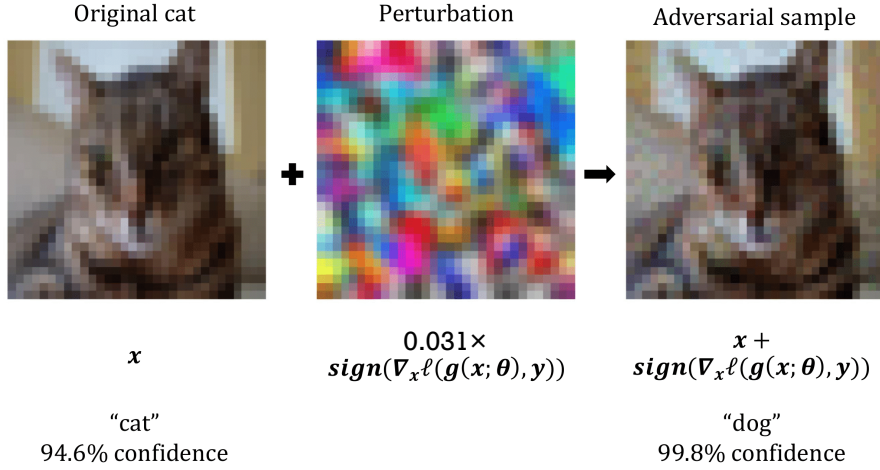 Original cat
Perturbation
Adversarial sample
x
0.031×
sign(∇ₓℓ(g(x; θ), y))
x +
sign(∇ₓℓ(g(x; θ), y))
“cat”
94.6% confidence
“dog”
99.8% confidence